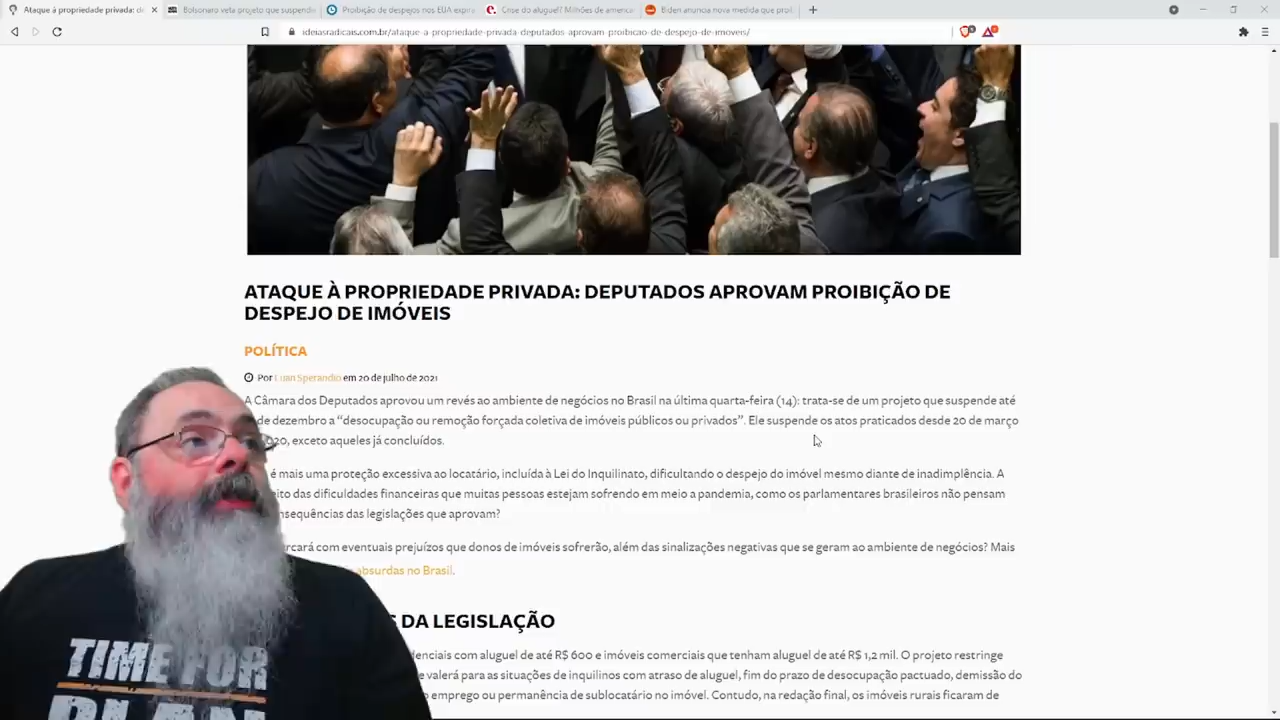 Ataque à propriedade privada: de
Bolsonaro veta projeto que suspende
Proibição de despejos nos EUA expira
Crise do aluguel? Milhões de america
Biden anuncia nova medida que proí
ideiasradicais.com.br/ataque-a-propriedade-privada-deputados-aprovam-proibicao-de-despejo-de-imoveis/
ATAQUE À PROPRIEDADE PRIVADA: DEPUTADOS APROVAM PROIBIÇÃO DE
DESPEJO DE IMÓVEIS
POLÍTICA
Por Luan Sperandio em 20 de julho de 2021
A Câmara dos Deputados aprovou um revés ao ambiente de negócios no Brasil na última quarta-feira (14): trata-se de um projeto que suspende até
de dezembro a “desocupação ou remoção forçada coletiva de imóveis públicos ou privados”. Ele suspende os atos praticados desde 20 de março
020, exceto aqueles já concluídos.
é mais uma proteção excessiva ao locatário, incluída à Lei do Inquilinato, dificultando o despejo do imóvel mesmo diante de inadimplência. A
eito das dificuldades financeiras que muitas pessoas estejam sofrendo em meio a pandemia, como os parlamentares brasileiros não pensam
nsequências das legislações que aprovam?
rcará com eventuais prejuízos que donos de imóveis sofrerão, além das sinalizações negativas que se geram ao ambiente de negócios? Mais
absurdas no Brasil.
S DA LEGISLAÇÃO
denciais com aluguel de até R$ 600 e imóveis comerciais que tenham aluguel de até R$ 1,2 mil. O projeto restringe
e valerá para as situações de inquilinos com atraso de aluguel, fim do prazo de desocupação pactuado, demissão do
o emprego ou permanência de sublocatário no imóvel. Contudo, na redação final, os imóveis rurais ficaram de
TIME FOR
PLAN